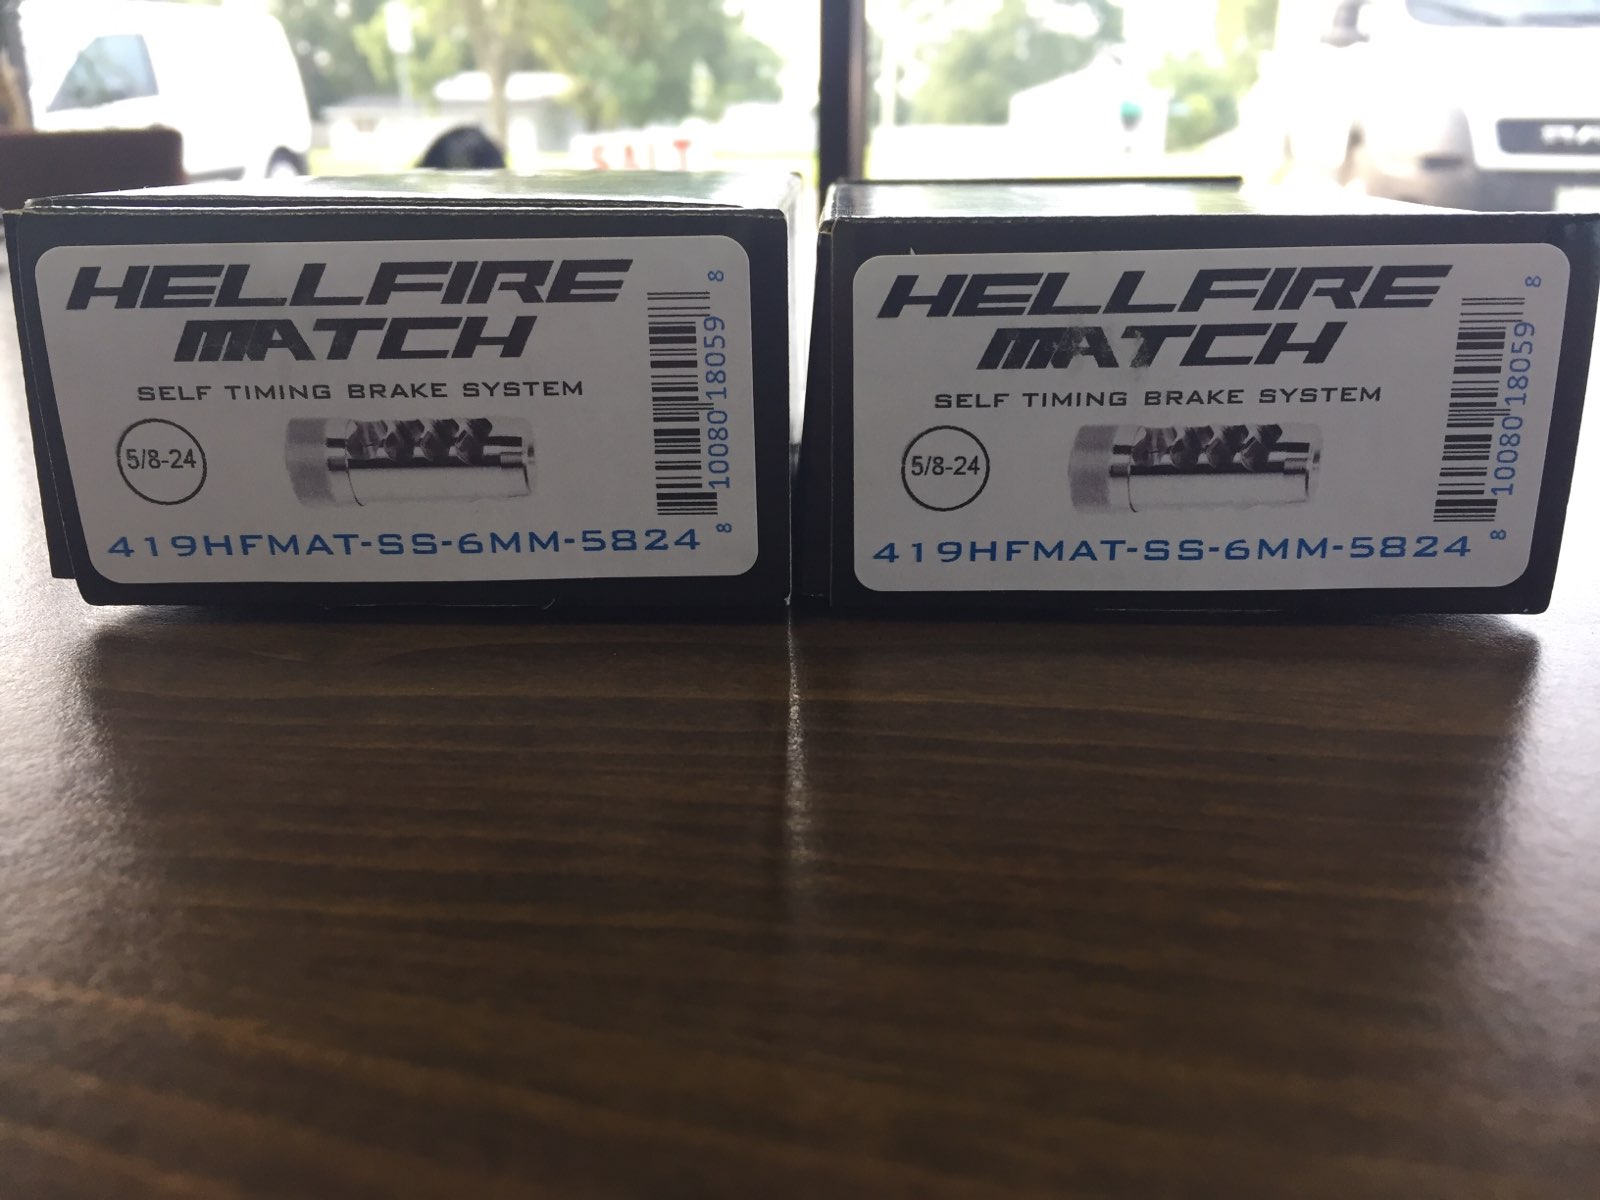 SALT
HELLFIRE
MATCH
SELF TIMING BRAKE SYSTEM
5/8-24
419HFMAT-SS-6MM-5824
8 10080 18059 8
HELLFIRE
MATCH
SELF TIMING BRAKE SYSTEM
5/8-24
419HFMAT-SS-6MM-5824
8 10080 18059 8